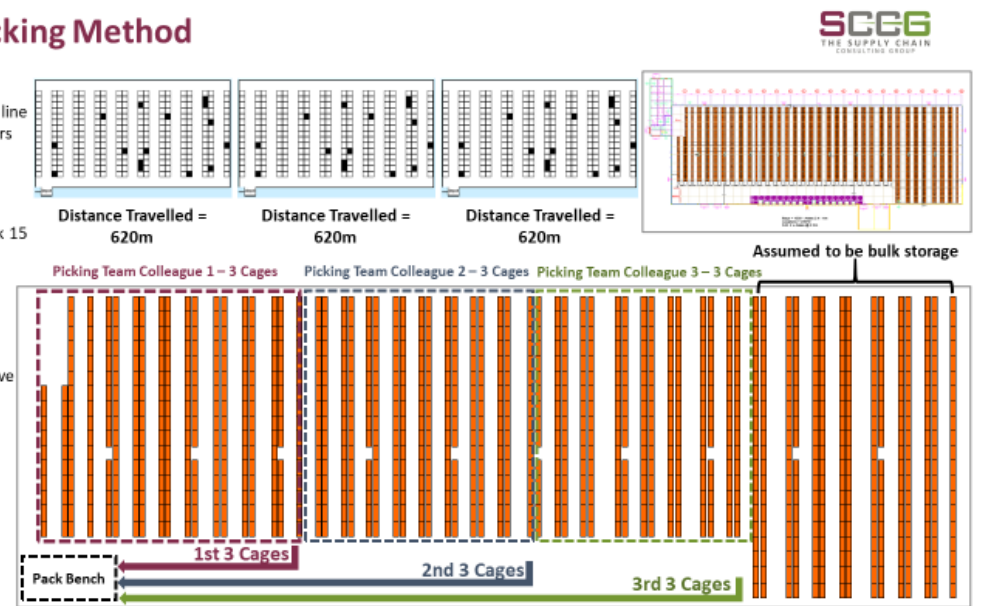 cking Method
SCCG
THE SUPPLY CHAIN
CONSULTING GROUP
line
rs
Distance Travelled =
620m
Distance Travelled =
620m
Distance Travelled =
620m
x 15
Assumed to be bulk storage
Picking Team Colleague 1 – 3 Cages
Picking Team Colleague 2 – 3 Cages
Picking Team Colleague 3 – 3 Cages
ve
1st 3 Cages
2nd 3 Cages
3rd 3 Cages
Pack Bench